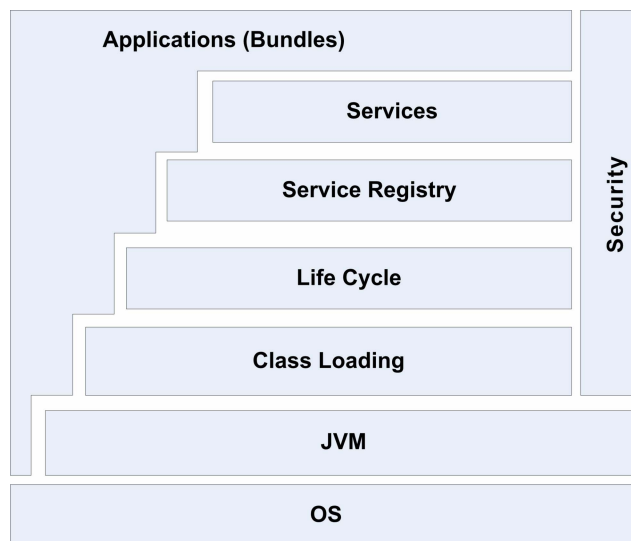 Applications (Bundles)
Services
Service Registry
Life Cycle
Class Loading
JVM
OS
Security